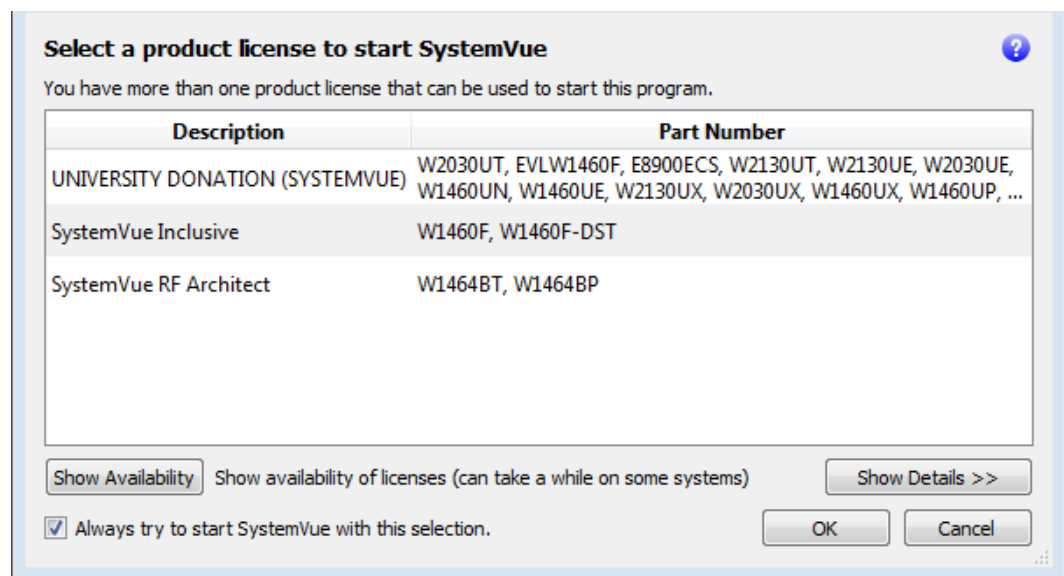 Select a product license to start SystemVue
?
You have more than one product license that can be used to start this program.
Description Part Number
UNIVERSITY DONATION (SYSTEMVUE) W2030UT, EVLW1460F, E8900ECS, W2130UT, W2130UE, W2030UE,
W1460UN, W1460UE, W2130UX, W2030UX, W1460UX, W1460UP, ...
SystemVue Inclusive W1460F, W1460F-DST
SystemVue RF Architect W1464BT, W1464BP
Show Availability Show availability of licenses (can take a while on some systems) Show Details >>
Always try to start SystemVue with this selection. OK Cancel